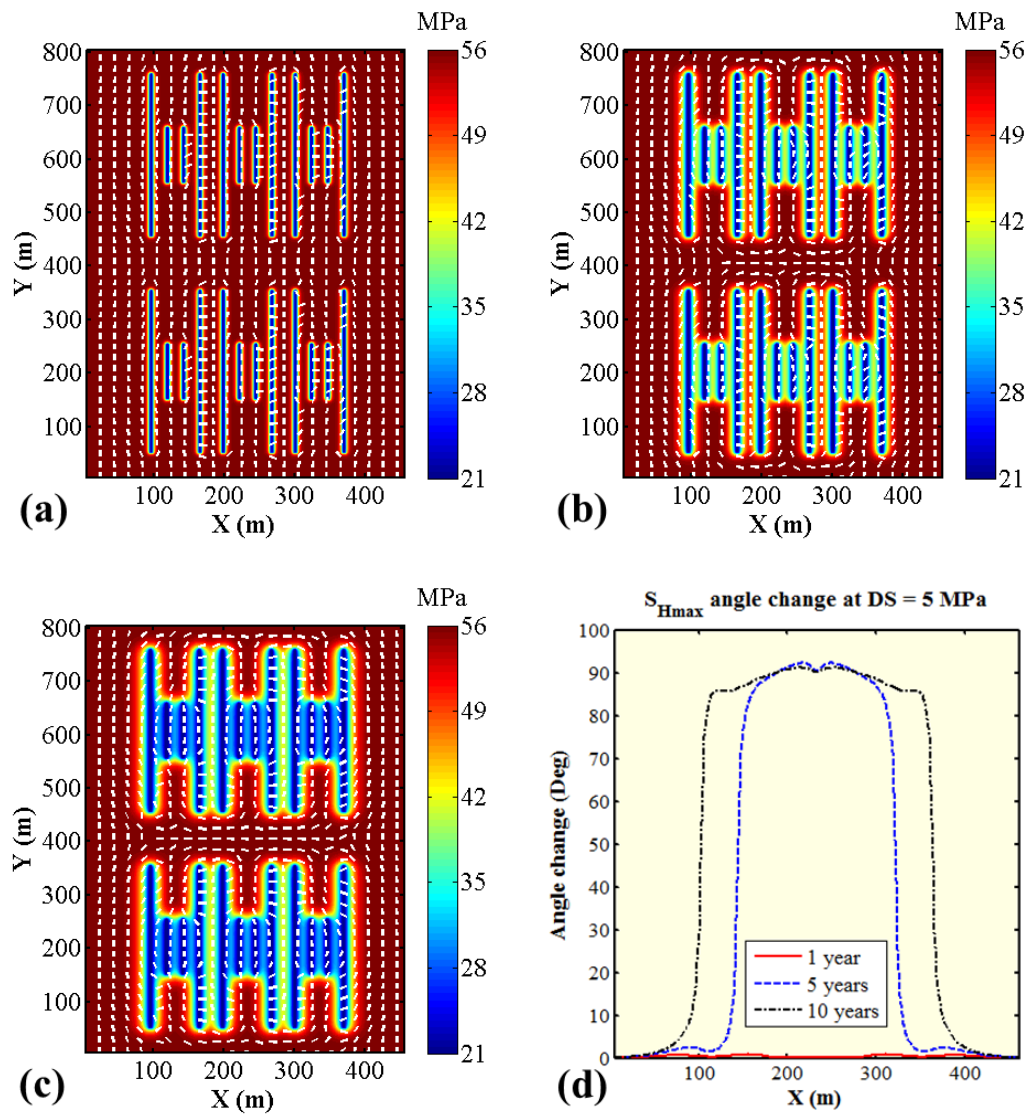 MPa
800
700
600
500
400
300
200
100
Y (m)
100 200 300 400
X (m)
56
49
42
35
28
21
(a)
MPa
800
700
600
500
400
300
200
100
Y (m)
100 200 300 400
X (m)
56
49
42
35
28
21
(b)
MPa
800
700
600
500
400
300
200
100
Y (m)
100 200 300 400
X (m)
56
49
42
35
28
21
(c)
SHmax angle change at DS = 5 MPa
100
90
80
70
60
50
40
30
20
10
0
Angle change (Deg)
1 year
5 years
10 years
100 200 300 400
X (m)
(d)